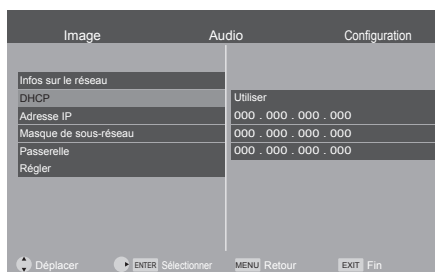 Image Audio Configuration
Infos sur le réseau
DHCP Utiliser
Adresse IP 000 . 000 . 000 . 000
Masque de sous-réseau 000 . 000 . 000 . 000
Passerelle 000 . 000 . 000 . 000
Régler
Déplacer ENTER Sélectionner MENU Retour EXIT Fin